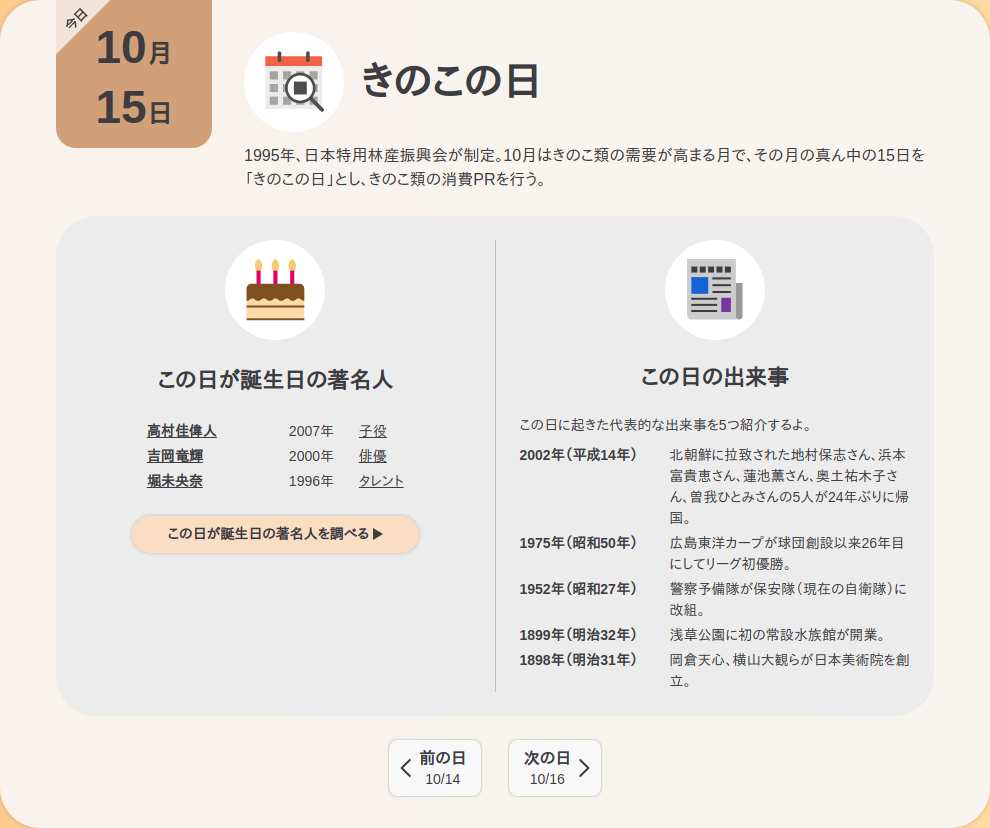 今日
10月
15日
きのこの日
1995年、日本特用林産振興会が制定。10月はきのこ類の需要が高まる月で、その月の真ん中の15日を
「きのこの日」とし、きのこ類の消費PRを行う。
この日が誕生日の著名人
高村佳偉人 2007年 子役
吉岡竜輝 2000年 俳優
堀未央奈 1996年 タレント
この日が誕生日の著名人を調べる▶
この日の出来事
この日に起きた代表的な出来事を5つ紹介するよ。
2002年（平成14年） 北朝鮮に拉致された地村保志さん、浜本
富貴恵さん、蓮池薫さん、奥土祐木子さ
ん、曽我ひとみさんの5人が24年ぶりに帰
国。
1975年（昭和50年） 広島東洋カープが球団創設以来26年目
にしてリーグ初優勝。
1952年（昭和27年） 警察予備隊が保安隊（現在の自衛隊）に
改組。
1899年（明治32年） 浅草公園に初の常設水族館が開業。
1898年（明治31年） 岡倉天心、横山大観らが日本美術院を創
立。
前の日
10/14
次の日
10/16